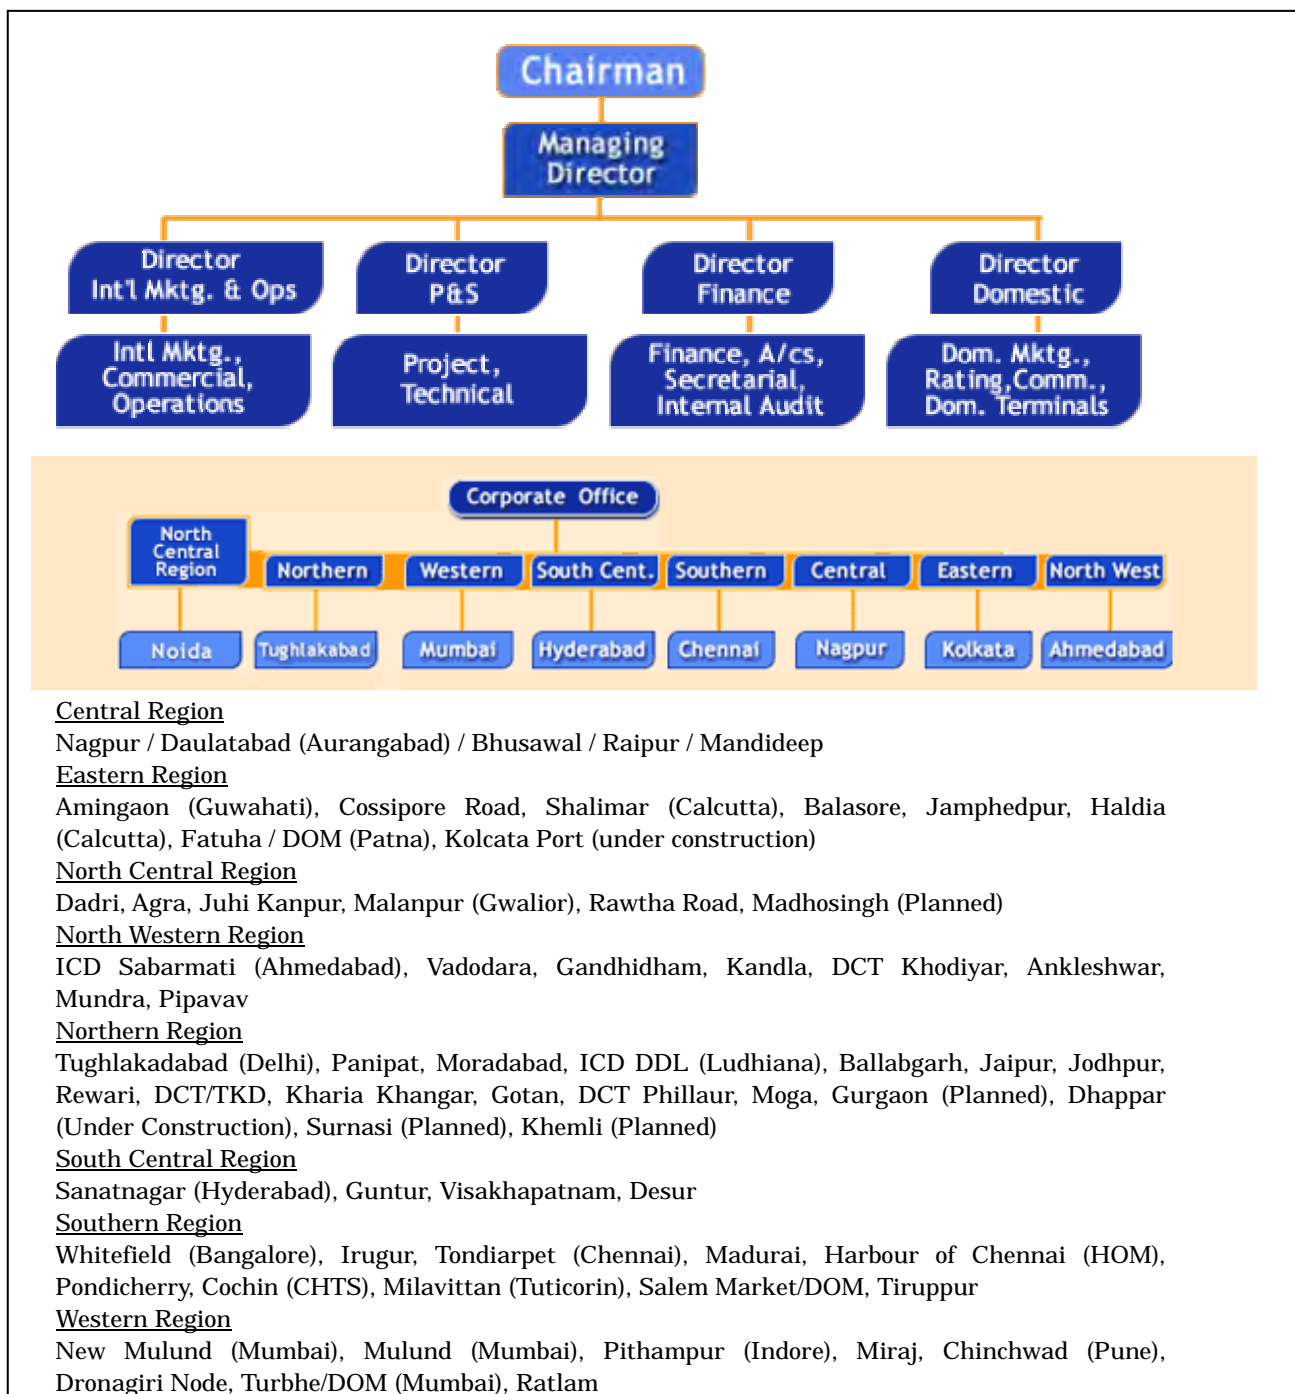 Chairman
Managing
Director
Director
Int'l Mktg. & Ops
Director
P&S
Director
Finance
Director
Domestic
Intl Mktg.,
Commercial,
Operations
Project,
Technical
Finance, A/cs,
Secretarial,
Internal Audit
Dom. Mktg.,
Rating,Comm.,
Dom. Terminals
Corporate Office
North
Central
Region
Northern
Western
South Cent.
Southern
Central
Eastern
North West
Noida
Tughlakabad
Mumbai
Hyderabad
Chennai
Nagpur
Kolkata
Ahmedabad
Central Region
Nagpur / Daulatabad (Aurangabad) / Bhusawal / Raipur / Mandideep
Eastern Region
Amingaon (Guwahati), Cossipore Road, Shalimar (Calcutta), Balasore, Jamphedpur, Haldia
(Calcutta), Fatuha / DOM (Patna), Kolcata Port (under construction)
North Central Region
Dadri, Agra, Juhi Kanpur, Malanpur (Gwalior), Rawtha Road, Madhosingh (Planned)
North Western Region
ICD Sabarmati (Ahmedabad), Vadodara, Gandhidham, Kandla, DCT Khodiyar, Ankleshwar,
Mundra, Pipavav
Northern Region
Tughlakadabad (Delhi), Panipat, Moradabad, ICD DDL (Ludhiana), Ballabgarh, Jaipur, Jodhpur,
Rewari, DCT/TKD, Kharia Khangar, Gotan, DCT Phillaur, Moga, Gurgaon (Planned), Dhappar
(Under Construction), Surnasi (Planned), Khemli (Planned)
South Central Region
Sanatnagar (Hyderabad), Guntur, Visakhapatnam, Desur
Southern Region
Whitefield (Bangalore), Irugur, Tondiarpet (Chennai), Madurai, Harbour of Chennai (HOM),
Pondicherry, Cochin (CHTS), Milavittan (Tuticorin), Salem Market/DOM, Tiruppur
Western Region
New Mulund (Mumbai), Mulund (Mumbai), Pithampur (Indore), Miraj, Chinchwad (Pune),
Dronagiri Node, Turbhe/DOM (Mumbai), Ratlam